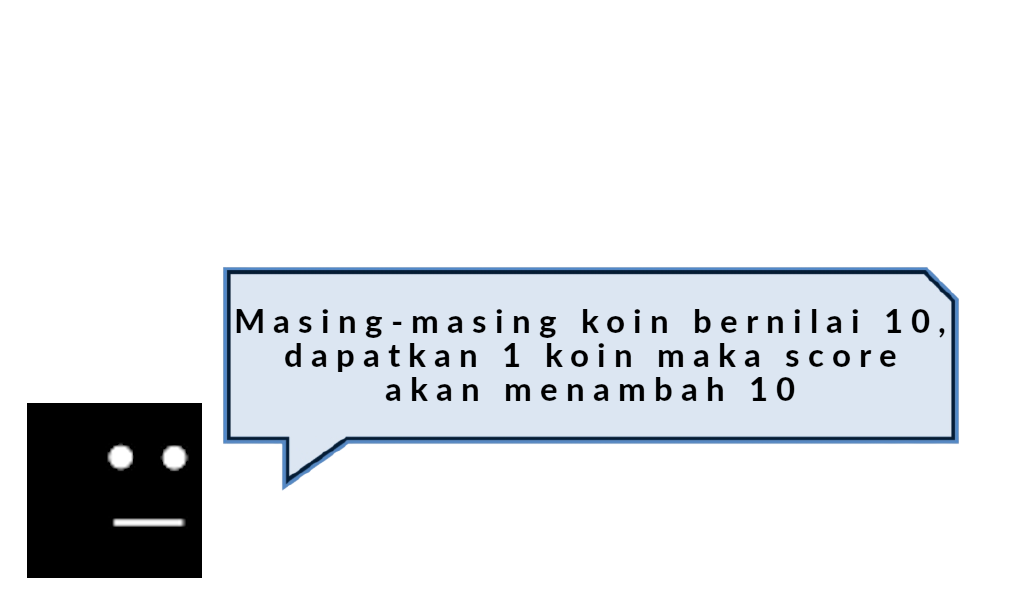 Masing-masing koin bernilai 10,
dapatkan 1 koin maka score
akan menambah 10